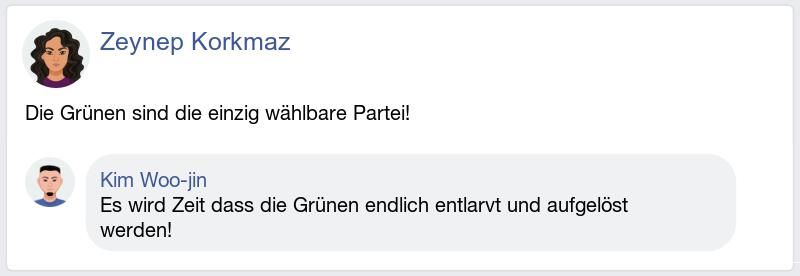 Zeynep Korkmaz
Die Grünen sind die einzig wählbare Partei!
Kim Woo-jin
Es wird Zeit dass die Grünen endlich entlarvt und aufgelöst
werden!